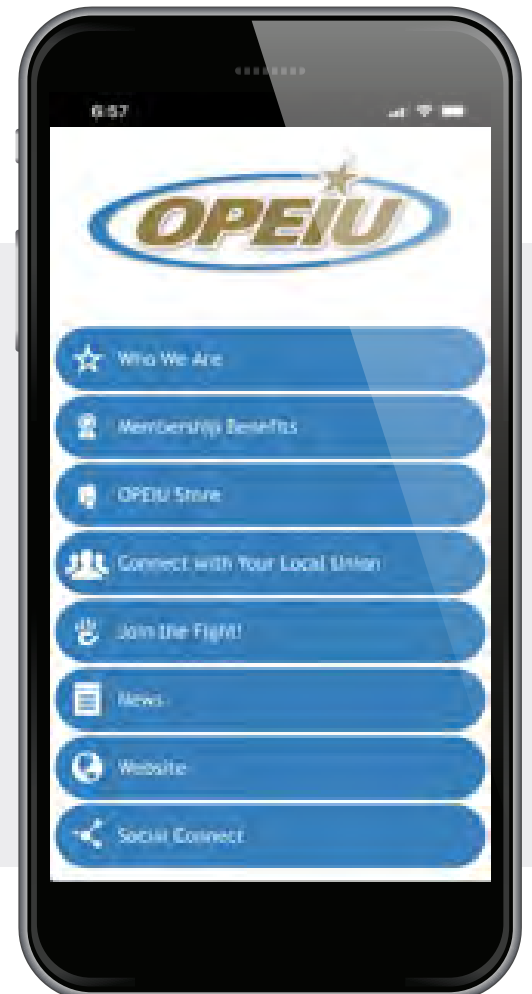 6:57
OPEIU
Who We Are
Membership Benefits
OPEIU Store
Connect with Your Local Union
Join the Fight!
News
Website
Social Connect